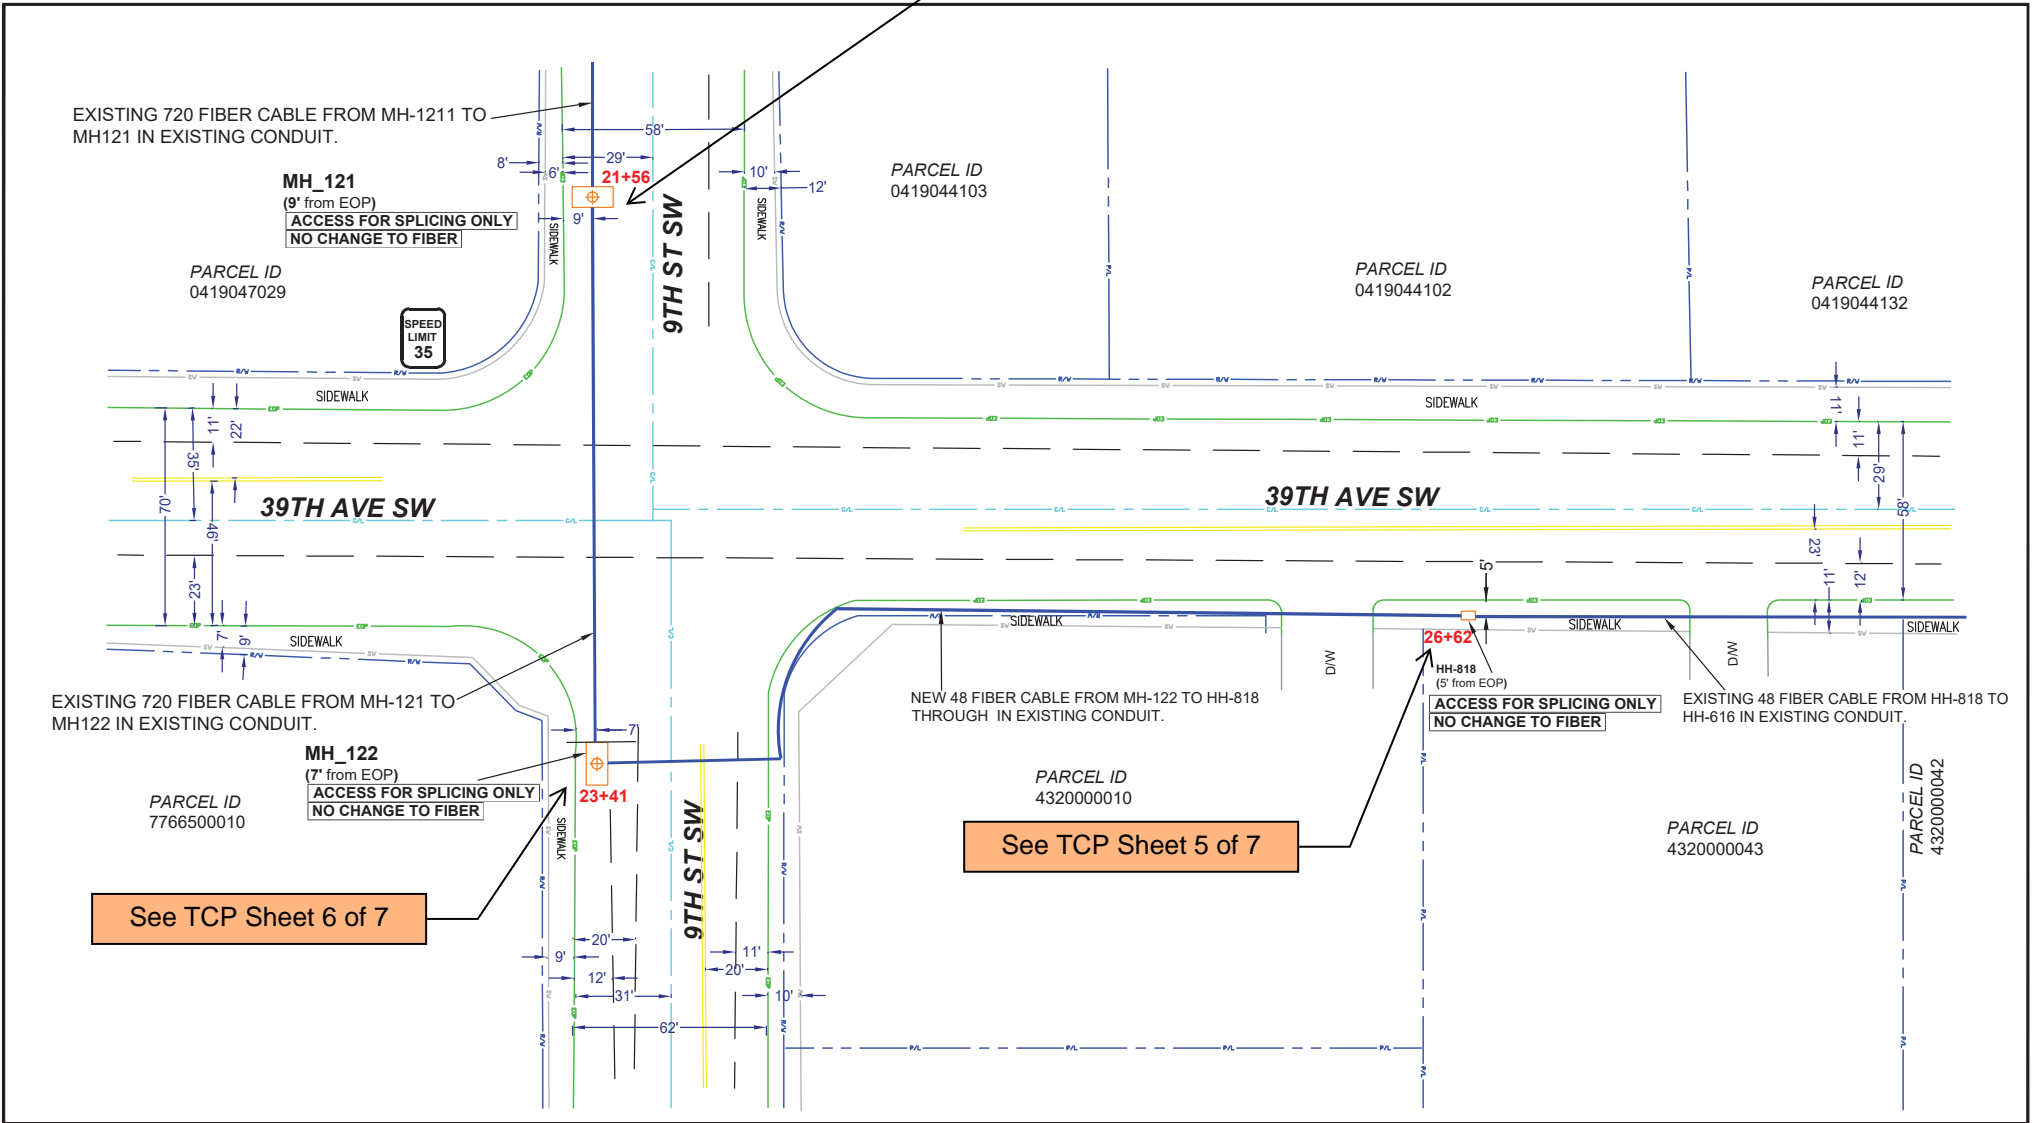 EXISTING 720 FIBER CABLE FROM MH-1211 TO
MH121 IN EXISTING CONDUIT.
MH_121
(9' from EOP)
ACCESS FOR SPLICING ONLY
NO CHANGE TO FIBER
PARCEL ID
0419047029
SPEED
LIMIT
35
58'
29'
8'
6'
21+56
9'
10'
12'
SIDEWALK
SIDEWALK
9TH ST SW
PARCEL ID
0419044103
PARCEL ID
0419044102
PARCEL ID
0419044132
SIDEWALK
SIDEWALK
11'
22'
35'
70'
46'
23'
7'
9'
39TH AVE SW
39TH AVE SW
11'
11'
29'
58'
23'
11'
12'
5'
SIDEWALK
SIDEWALK
SIDEWALK
SIDEWALK
EXISTING 720 FIBER CABLE FROM MH-121 TO
MH122 IN EXISTING CONDUIT.
MH_122
(7' from EOP)
ACCESS FOR SPLICING ONLY
NO CHANGE TO FIBER
7'
23+41
PARCEL ID
7766500010
SIDEWALK
9TH ST SW
NEW 48 FIBER CABLE FROM MH-122 TO HH-818
THROUGH  IN EXISTING CONDUIT.
D/W
D/W
26+62
HH-818
(5' from EOP)
ACCESS FOR SPLICING ONLY
NO CHANGE TO FIBER
EXISTING 48 FIBER CABLE FROM HH-818 TO
HH-616 IN EXISTING CONDUIT.
PARCEL ID
4320000010
PARCEL ID
4320000043
PARCEL ID
4320000042
See TCP Sheet 5 of 7
See TCP Sheet 6 of 7
20'
9'
12'
31'
62'
11'
20'
10'
R/W
EOP
SW
C/L
P/L